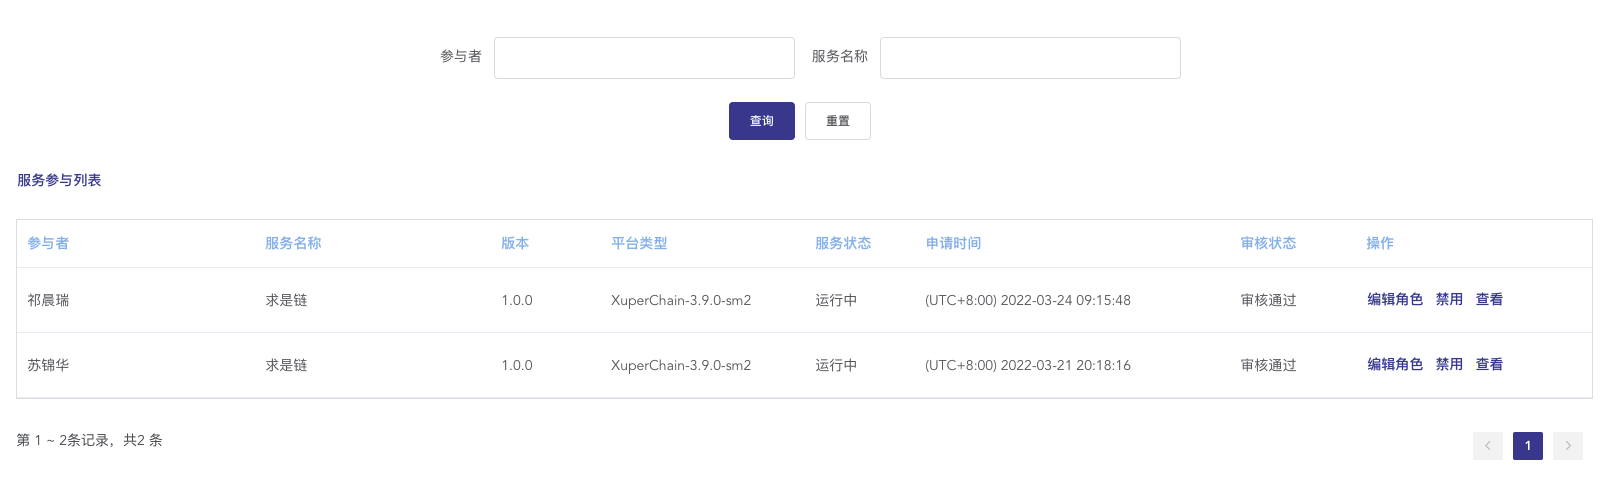 参与者 服务名称
查询 重置
服务参与列表
参与者 服务名称 版本 平台类型 服务状态 申请时间 审核状态 操作
祁晨瑞 求是链 1.0.0 XuperChain-3.9.0-sm2 运行中 (UTC+8:00) 2022-03-24 09:15:48 审核通过 编辑角色 禁用 查看
苏锦华 求是链 1.0.0 XuperChain-3.9.0-sm2 运行中 (UTC+8:00) 2022-03-21 20:18:16 审核通过 编辑角色 禁用 查看
第 1 ~ 2条记录，共2 条 1